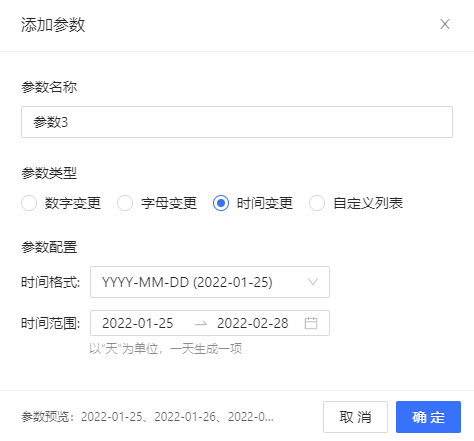 添加参数
参数名称
参数3
参数类型
数字变更 字母变更 时间变更 自定义列表
参数配置
时间格式: YYYY-MM-DD (2022-01-25)
时间范围: 2022-01-25 → 2022-02-28
以“天”为单位，一天生成一项
参数预览：2022-01-25、2022-01-26、2022-0...
取 消 确 定